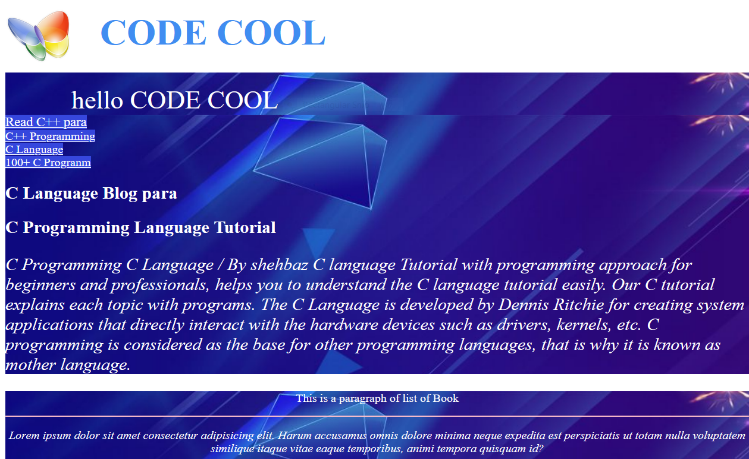 CODE COOL
hello CODE COOL
Read C++ para
C++ Programming
C Language
100+ C Progranm
C Language Blog para
C Programming Language Tutorial
C Programming C Language / By shehbaz C language Tutorial with programming approach for
beginners and professionals, helps you to understand the C language tutorial easily. Our C tutorial
explains each topic with programs. The C Language is developed by Dennis Ritchie for creating system
applications that directly interact with the hardware devices such as drivers, kernels, etc. C
programming is considered as the base for other programming languages, that is why it is known as
mother language.
This is a paragraph of list of Book
Lorem ipsum dolor sit amet consectetur adipisicing elit. Harum accusamus omnis dolore minima neque expedita est perspiciatis ut totam nulla voluptatem
similique itaque vitae eaque temporibus, animi tempora quisquam id?